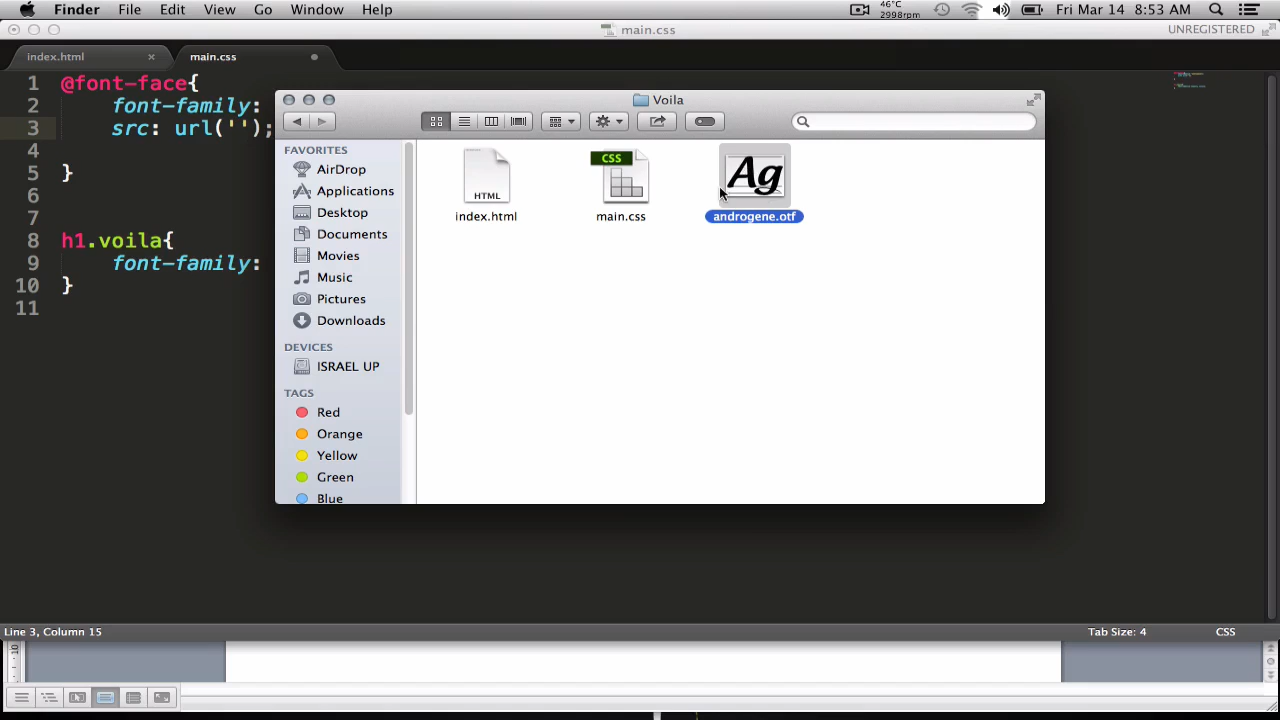 Finder File Edit View Go Window Help
46°C
2998rpm
Fri Mar 14 8:53 AM
main.css
UNREGISTERED
index.html
main.css
1 @font-face{
2 font-family:
3 src: url('');
4
5 }
6
7
8 h1.voila{
9 font-family:
10 }
11
Voila
FAVORITES
AirDrop
Applications
Desktop
Documents
Movies
Music
Pictures
Downloads
DEVICES
ISRAEL UP
TAGS
Red
Orange
Yellow
Green
Blue
HTML
index.html
CSS
main.css
Ag
androgene.otf
Line 3, Column 15
Tab Size: 4
CSS